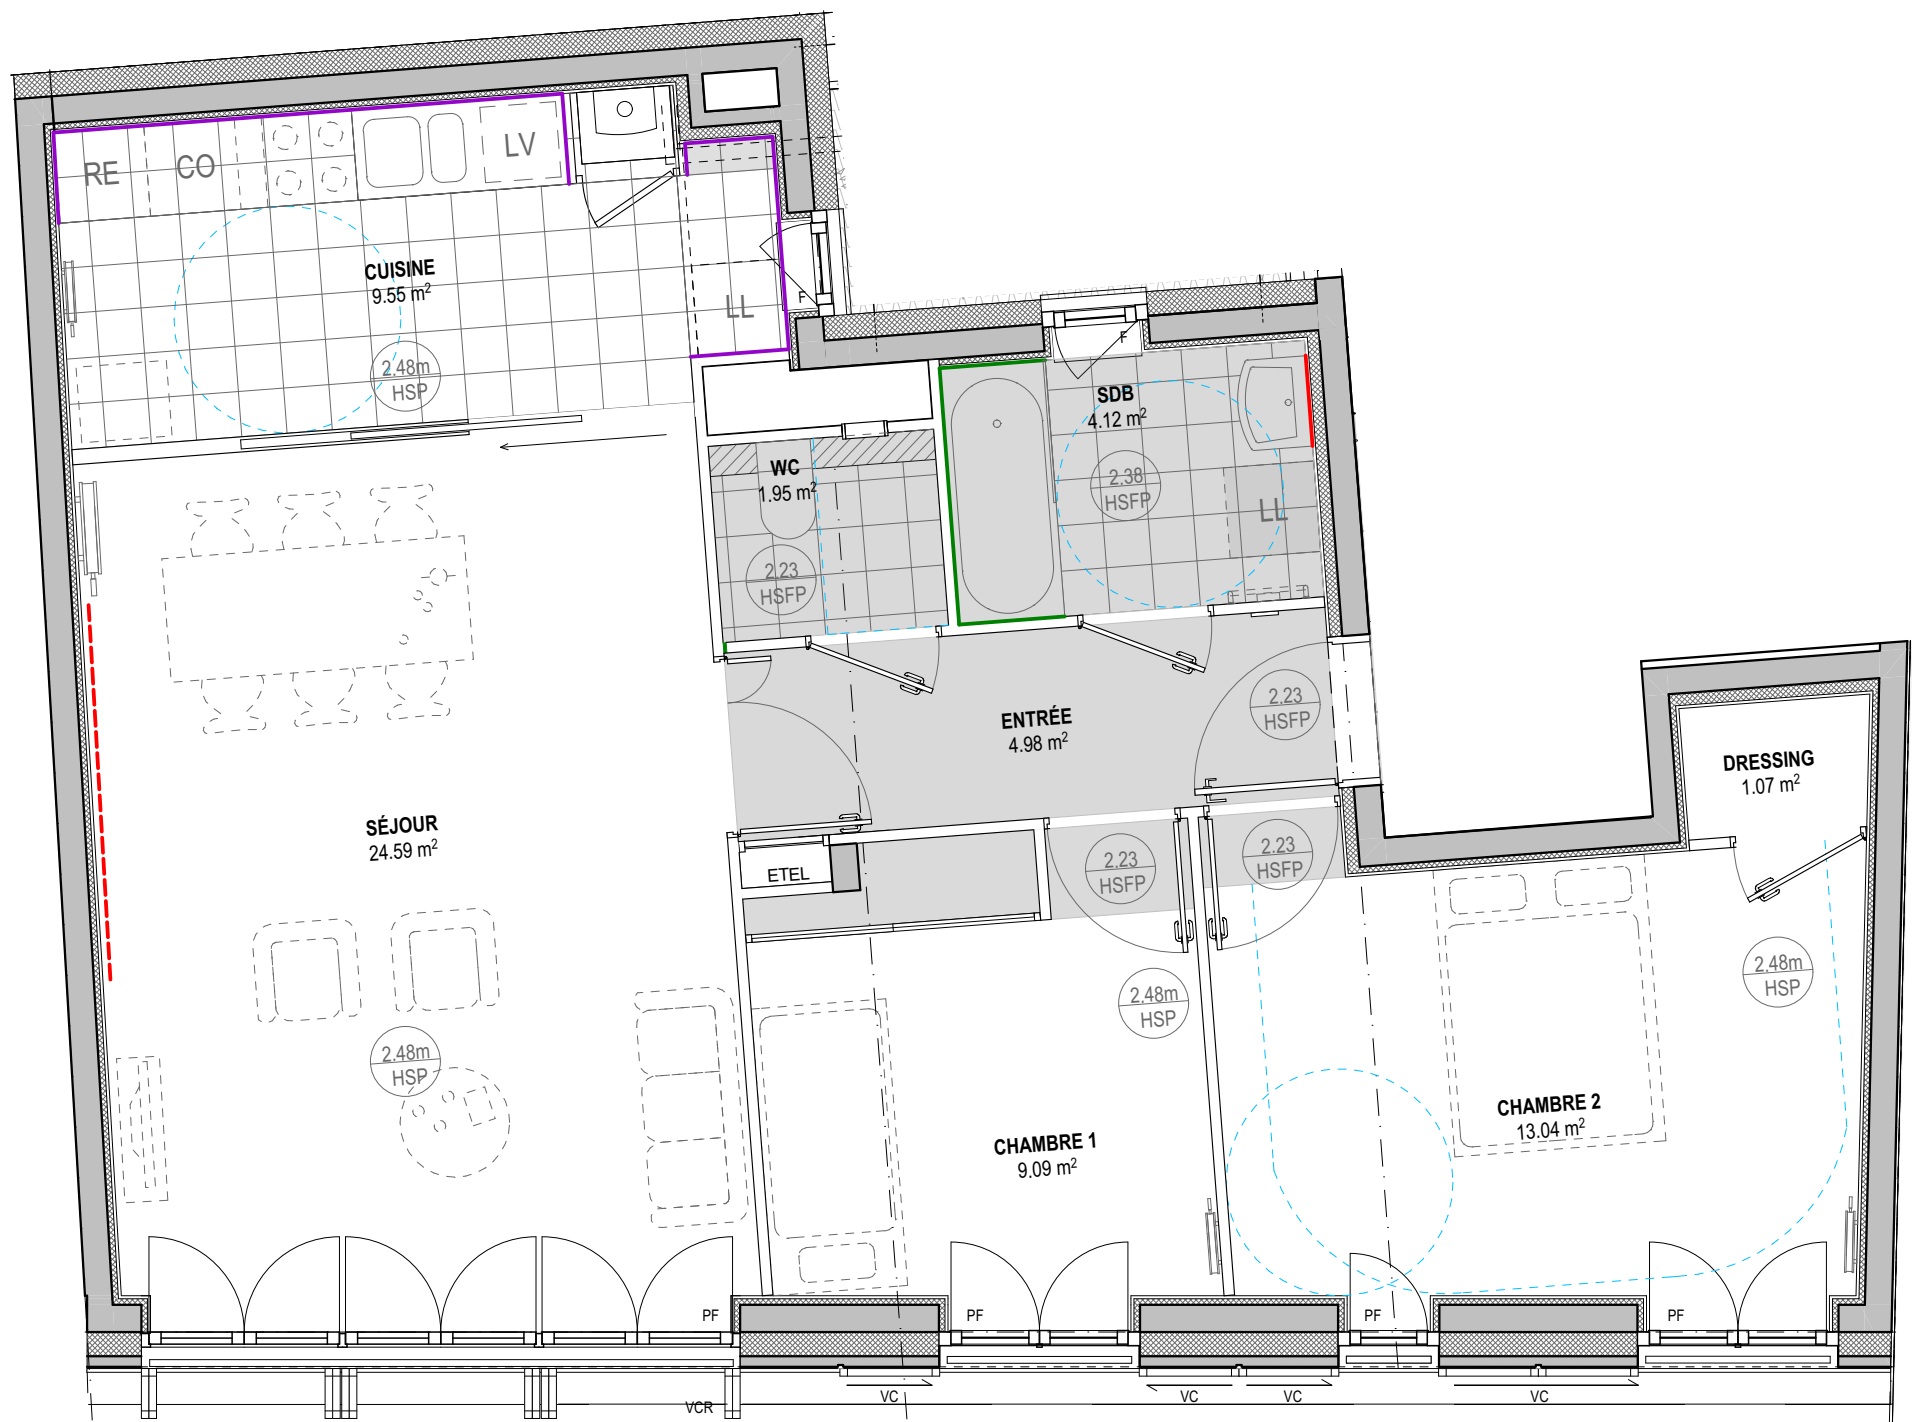 RE
CO
LV
CUISINE
9.55 m²
F
LL
2.48m
HSP
F
SDB
4.12 m²
WC
1.95 m²
2.38
HSFP
LL
2.23
HSFP
2.23
HSFP
ENTRÉE
4.98 m²
DRESSING
1.07 m²
SÉJOUR
24.59 m²
ETEL
2.23
HSFP
2.23
HSFP
2.48m
HSP
2.48m
HSP
2.48m
HSP
CHAMBRE 1
9.09 m²
CHAMBRE 2
13.04 m²
PF
PF
PF
PF
VCR
VC
VC
VC
VC